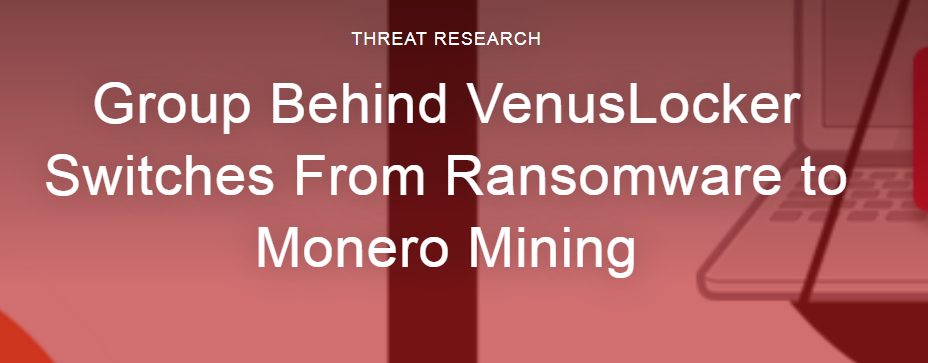 THREAT RESEARCH
Group Behind VenusLocker
Switches From Ransomware to
Monero Mining